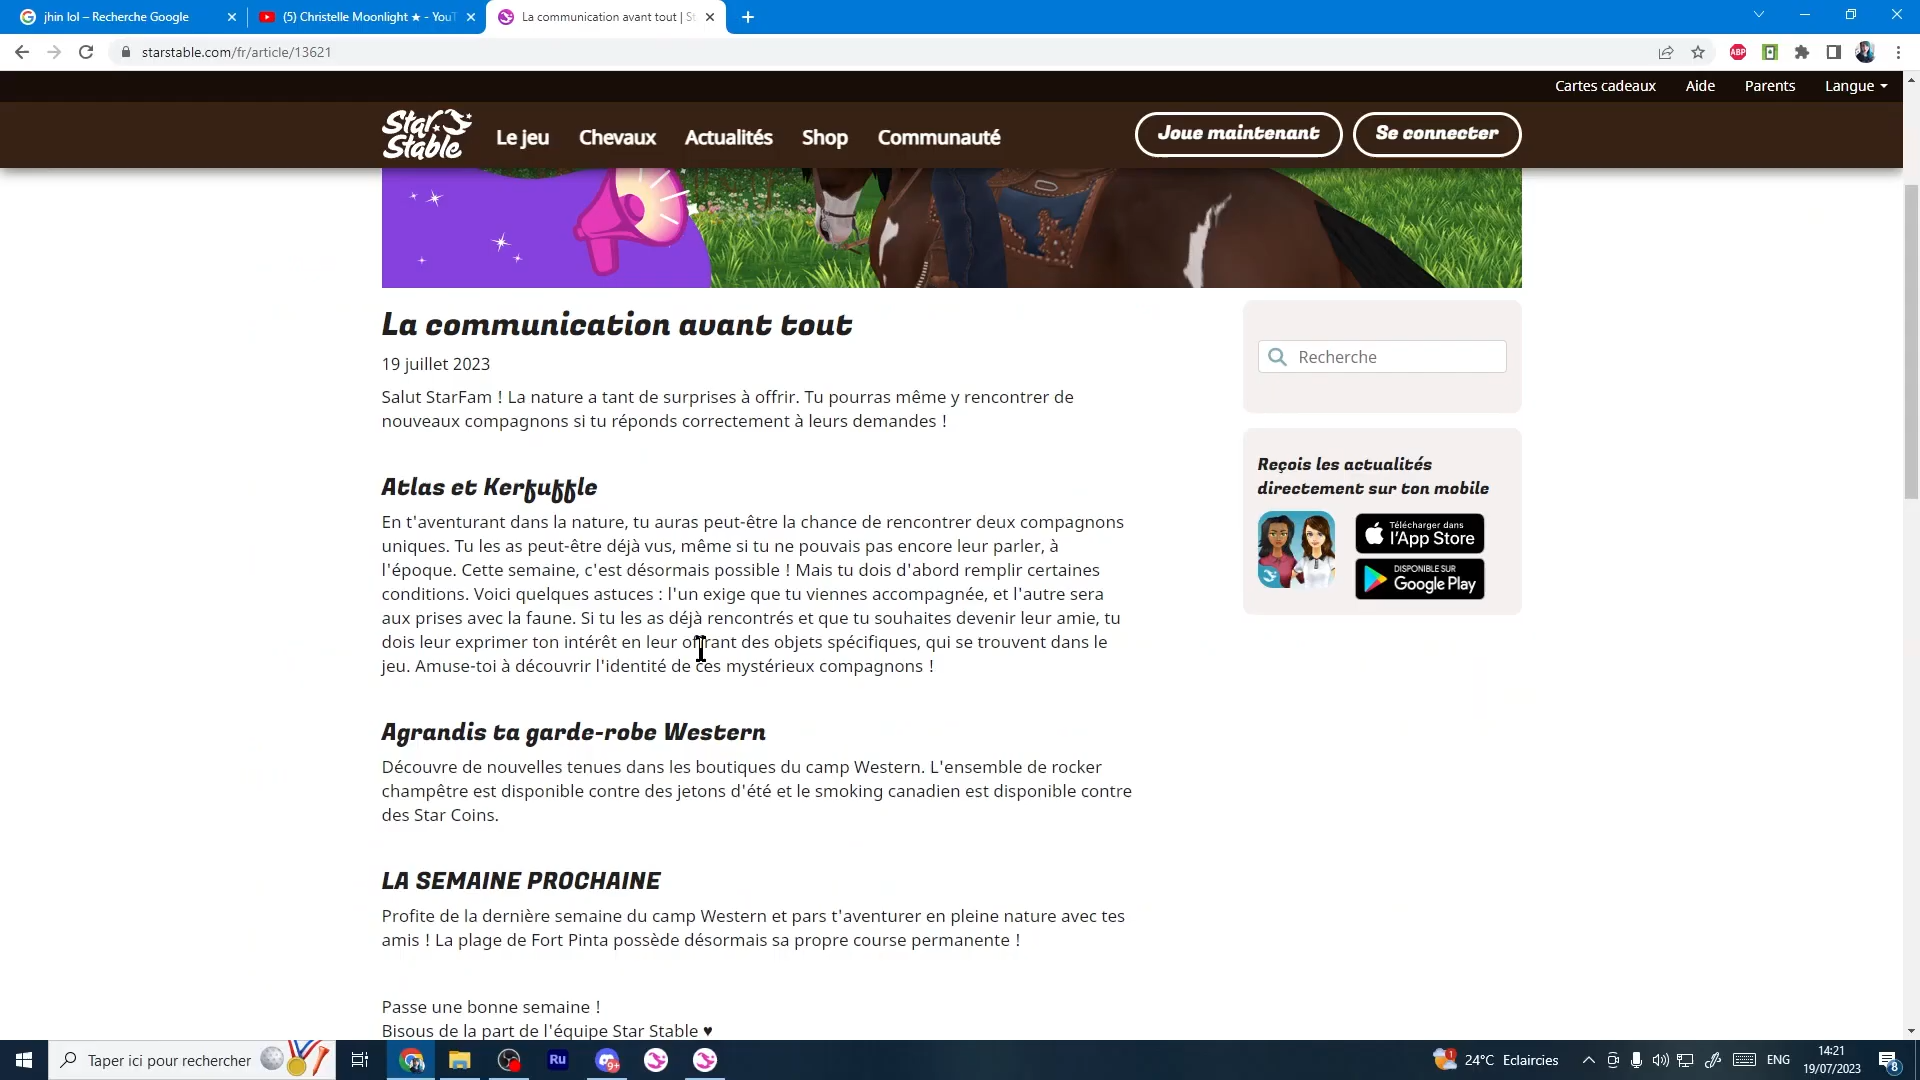 jhin lol – Recherche Google
(5) Christelle Moonlight ★ - YouT
La communication avant tout | S
starstable.com/fr/article/13621
ABP
Cartes cadeaux
Aide
Parents
Langue
Star Stable
Le jeu
Chevaux
Actualités
Shop
Communauté
Joue maintenant
Se connecter
La communication avant tout
19 juillet 2023
Salut StarFam ! La nature a tant de surprises à offrir. Tu pourras même y rencontrer de
nouveaux compagnons si tu réponds correctement à leurs demandes !
Recherche
Reçois les actualités
directement sur ton mobile
Télécharger dans
l'App Store
DISPONIBLE SUR
Google Play
Atlas et Kerfuffle
En t'aventurant dans la nature, tu auras peut-être la chance de rencontrer deux compagnons
uniques. Tu les as peut-être déjà vus, même si tu ne pouvais pas encore leur parler, à
l'époque. Cette semaine, c'est désormais possible ! Mais tu dois d'abord remplir certaines
conditions. Voici quelques astuces : l'un exige que tu viennes accompagnée, et l'autre sera
aux prises avec la faune. Si tu les as déjà rencontrés et que tu souhaites devenir leur amie, tu
dois leur exprimer ton intérêt en leur offrant des objets spécifiques, qui se trouvent dans le
jeu. Amuse-toi à découvrir l'identité de ces mystérieux compagnons !
Agrandis ta garde-robe Western
Découvre de nouvelles tenues dans les boutiques du camp Western. L'ensemble de rocker
champêtre est disponible contre des jetons d'été et le smoking canadien est disponible contre
des Star Coins.
LA SEMAINE PROCHAINE
Profite de la dernière semaine du camp Western et pars t'aventurer en pleine nature avec tes
amis ! La plage de Fort Pinta possède désormais sa propre course permanente !
Passe une bonne semaine !
Bisous de la part de l'équipe Star Stable ♥
Taper ici pour rechercher
Ru
9+
1
24°C Eclaircies
ENG
14:21
19/07/2023
8